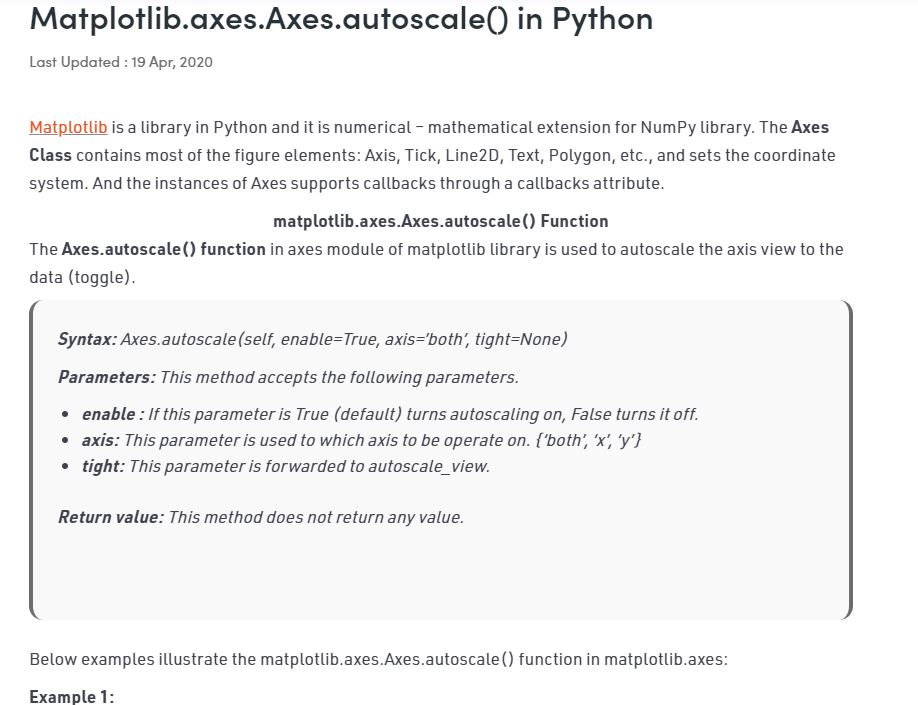 Matplotlib.axes.Axes.autoscale() in Python
Last Updated : 19 Apr, 2020
Matplotlib is a library in Python and it is numerical – mathematical extension for NumPy library. The Axes
Class contains most of the figure elements: Axis, Tick, Line2D, Text, Polygon, etc., and sets the coordinate
system. And the instances of Axes supports callbacks through a callbacks attribute.
matplotlib.axes.Axes.autoscale() Function
The Axes.autoscale() function in axes module of matplotlib library is used to autoscale the axis view to the
data (toggle).
Syntax: Axes.autoscale(self, enable=True, axis=’both’, tight=None)
Parameters: This method accepts the following parameters.
• enable : If this parameter is True (default) turns autoscaling on, False turns it off.
• axis: This parameter is used to which axis to be operate on. {‘both’, ‘x’, ‘y’}
• tight: This parameter is forwarded to autoscale_view.
Return value: This method does not return any value.
Below examples illustrate the matplotlib.axes.Axes.autoscale() function in matplotlib.axes:
Example 1: